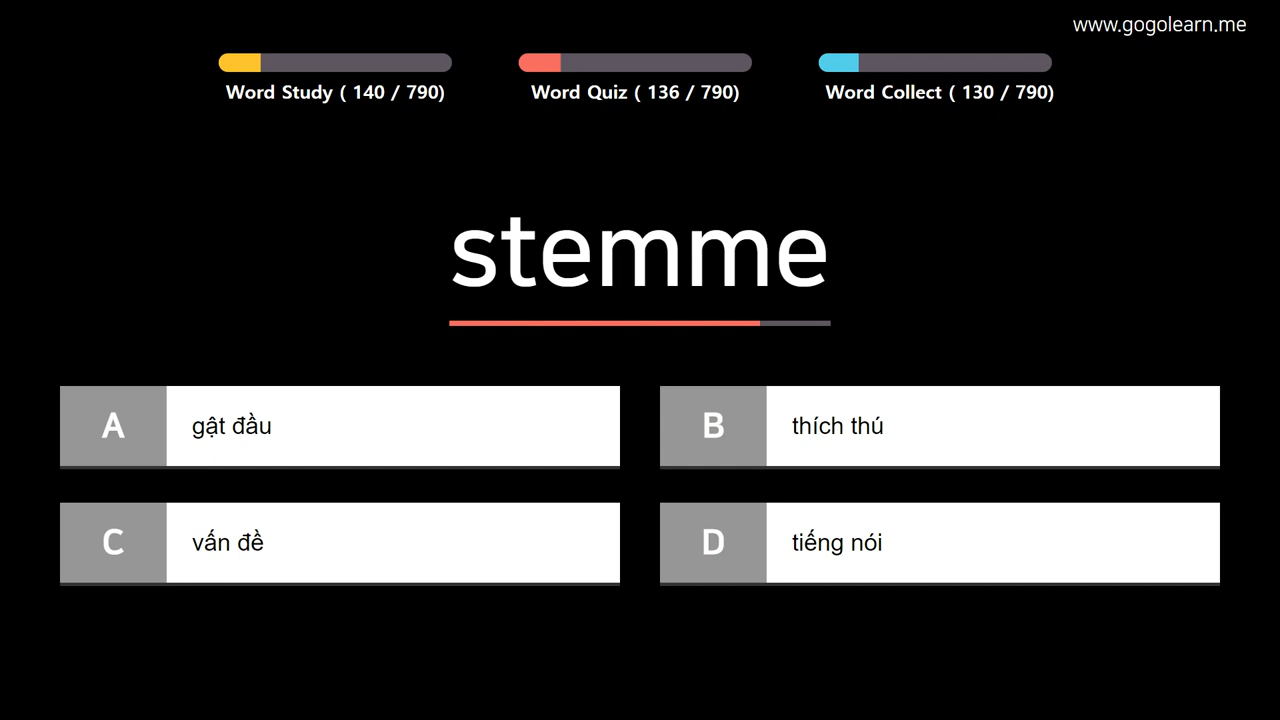 www.gogolearn.me
Word Study ( 140 / 790)
Word Quiz ( 136 / 790)
Word Collect ( 130 / 790)
stemme
A gật đầu
B thích thú
C vấn đề
D tiếng nói